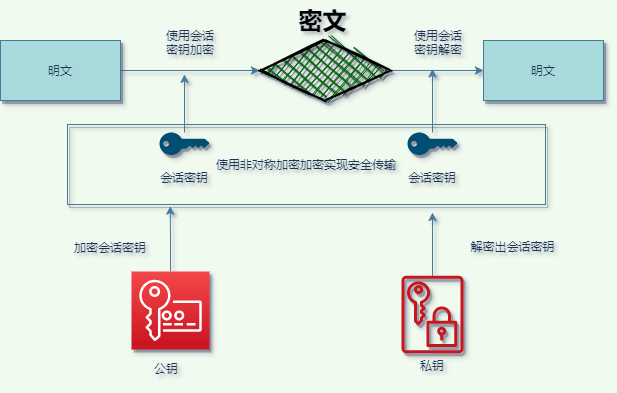 密文
使用会话
密钥加密
使用会话
密钥解密
明文
明文
使用非对称加密加密实现安全传输
会话密钥
会话密钥
加密会话密钥
解密出会话密钥
公钥
私钥